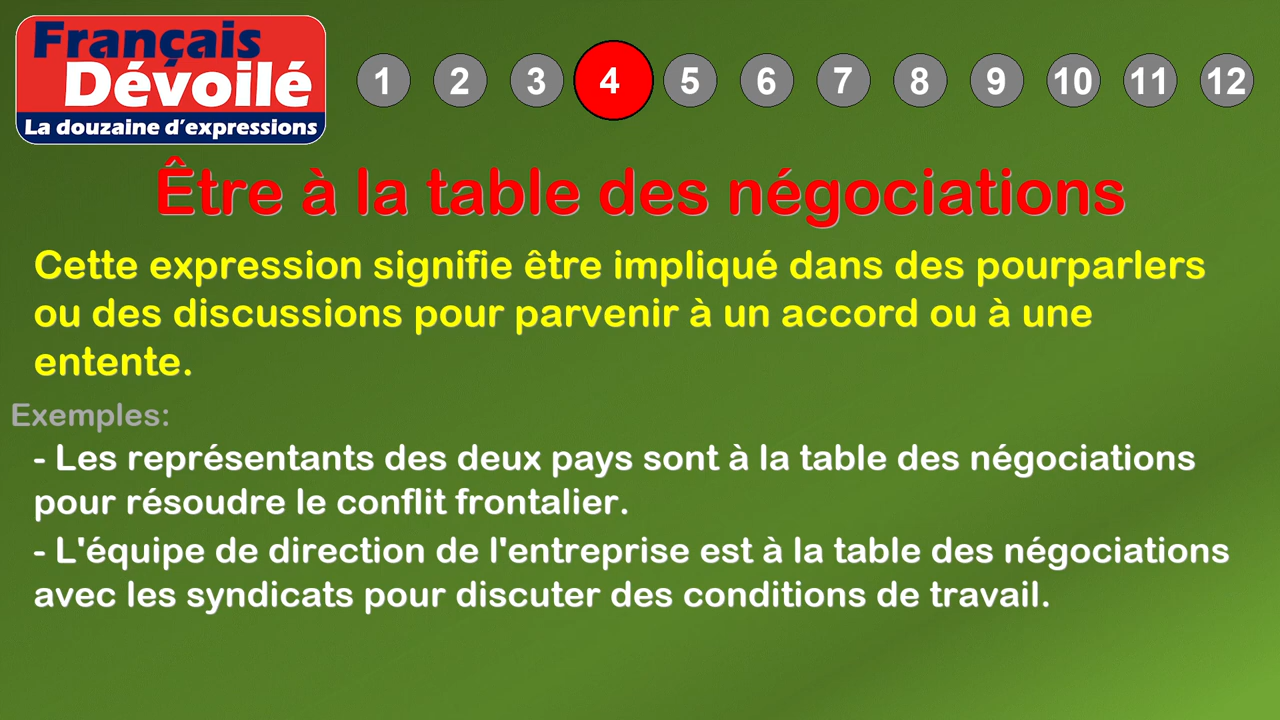 Français
Dévoilé
La douzaine d'expressions
1 2 3 4 5 6 7 8 9 10 11 12
Être à la table des négociations
Cette expression signifie être impliqué dans des pourparlers
ou des discussions pour parvenir à un accord ou à une
entente.
Exemples:
- Les représentants des deux pays sont à la table des négociations
pour résoudre le conflit frontalier.
- L'équipe de direction de l'entreprise est à la table des négociations
avec les syndicats pour discuter des conditions de travail.